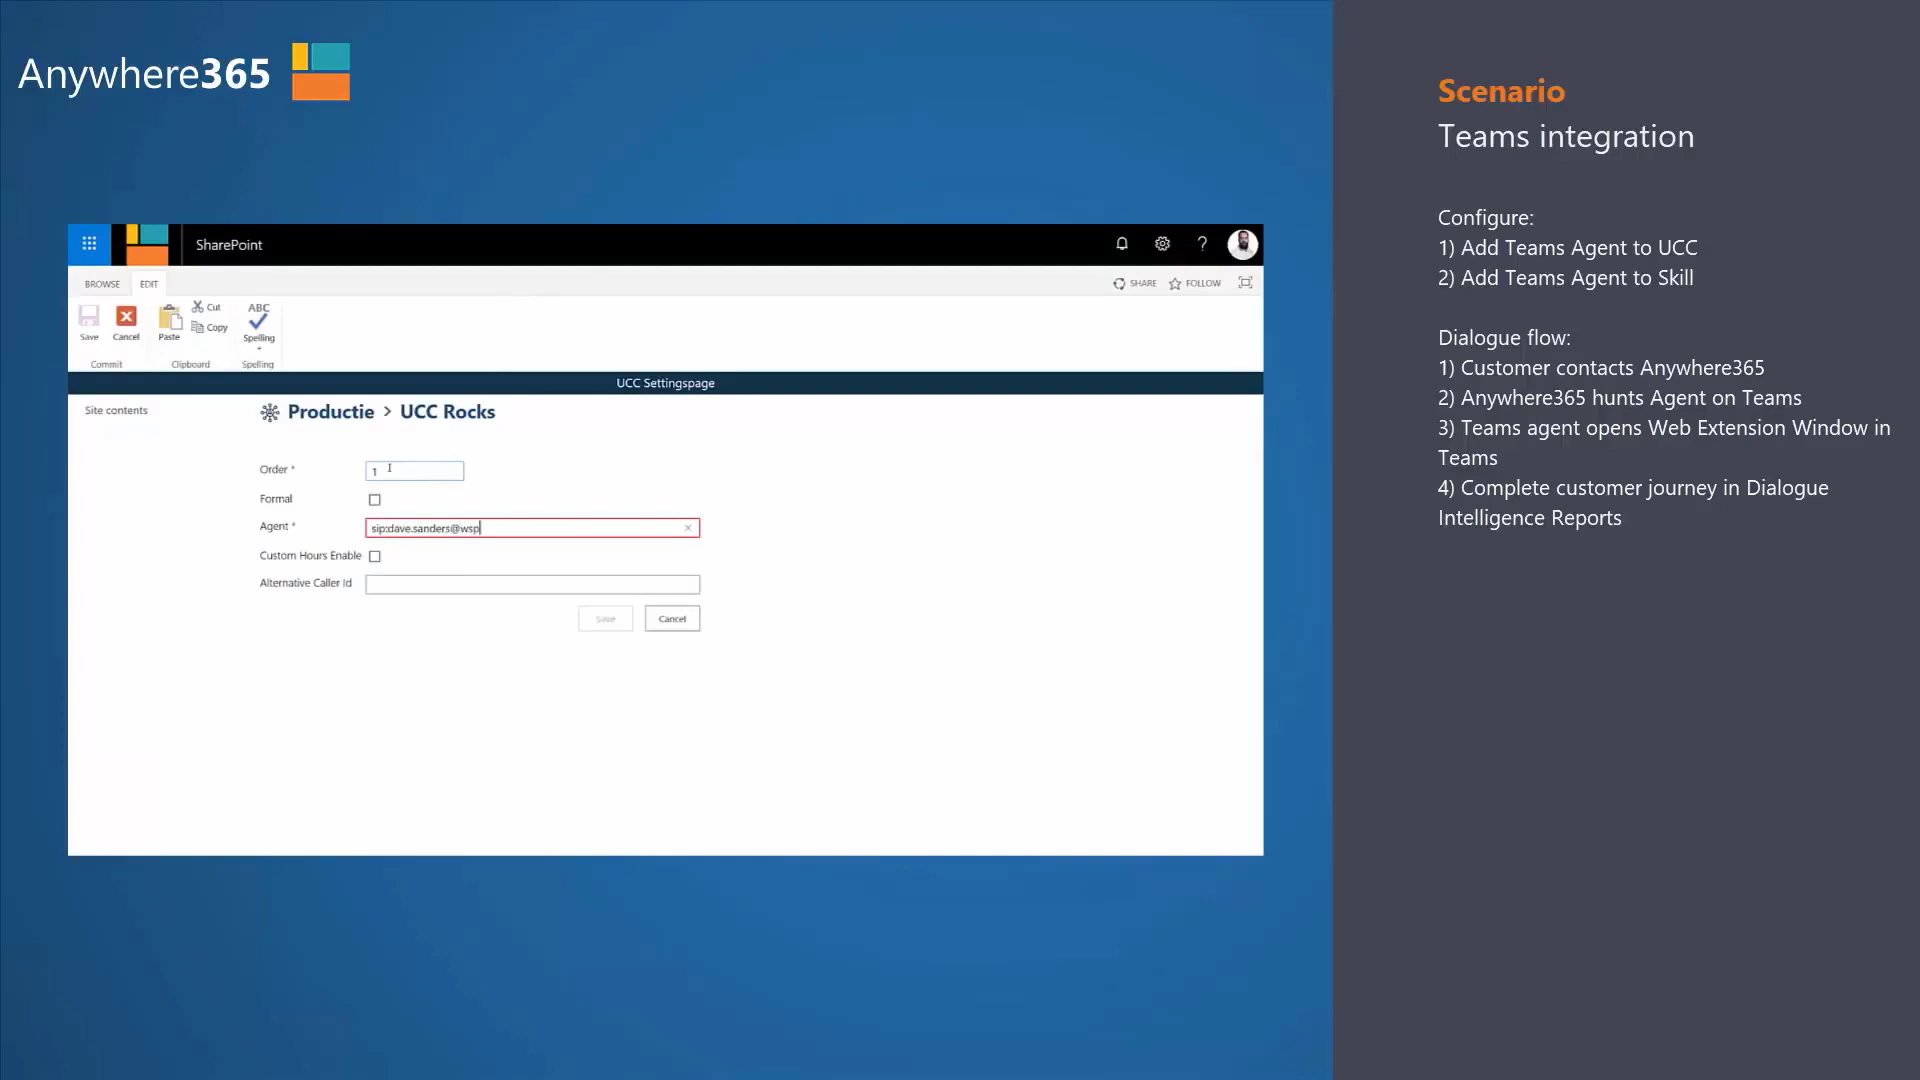 Anywhere365
SharePoint
BROWSE
EDIT
SHARE
FOLLOW
Save
Cancel
Paste
Cut
Copy
ABC
Spelling
Commit
Clipboard
Spelling
UCC Settingspage
Site contents
Productie > UCC Rocks
Order *
1
Formal
Agent *
sip:dave.sanders@wsp
Custom Hours Enable
Alternative Caller Id
Save
Cancel
Scenario
Teams integration
Configure:
1) Add Teams Agent to UCC
2) Add Teams Agent to Skill
Dialogue flow:
1) Customer contacts Anywhere365
2) Anywhere365 hunts Agent on Teams
3) Teams agent opens Web Extension Window in
Teams
4) Complete customer journey in Dialogue
Intelligence Reports